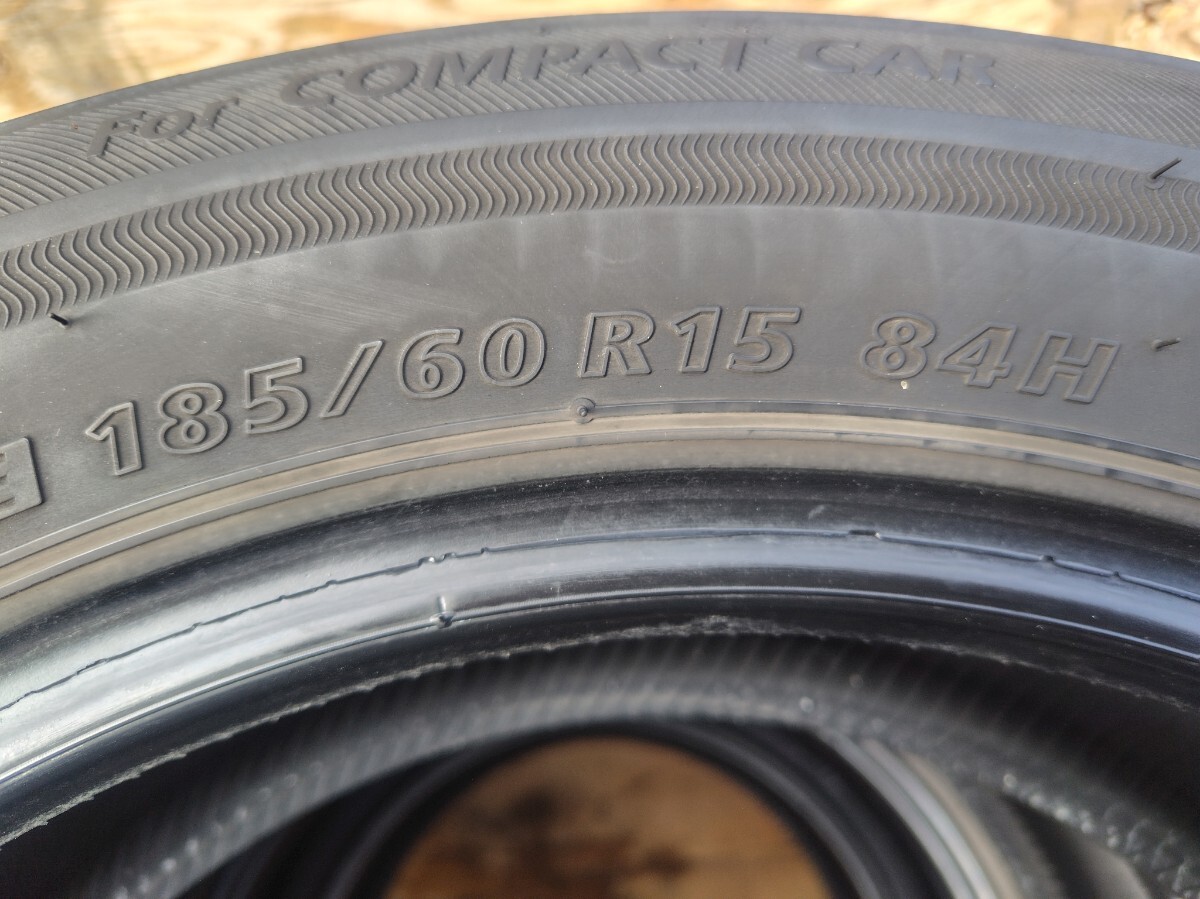 For COMPACT CAR
185/60 R15 84H